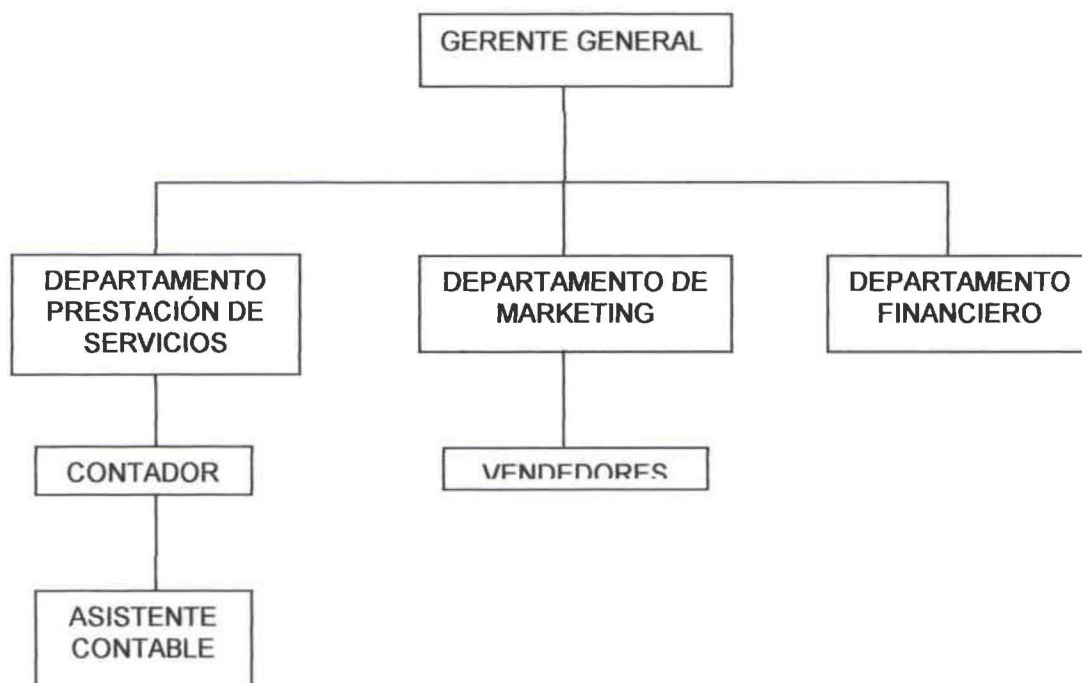 GERENTE GENERAL
DEPARTAMENTO
PRESTACIÓN DE
SERVICIOS
DEPARTAMENTO DE
MARKETING
DEPARTAMENTO
FINANCIERO
CONTADOR
VENDEDORES
ASISTENTE
CONTABLE